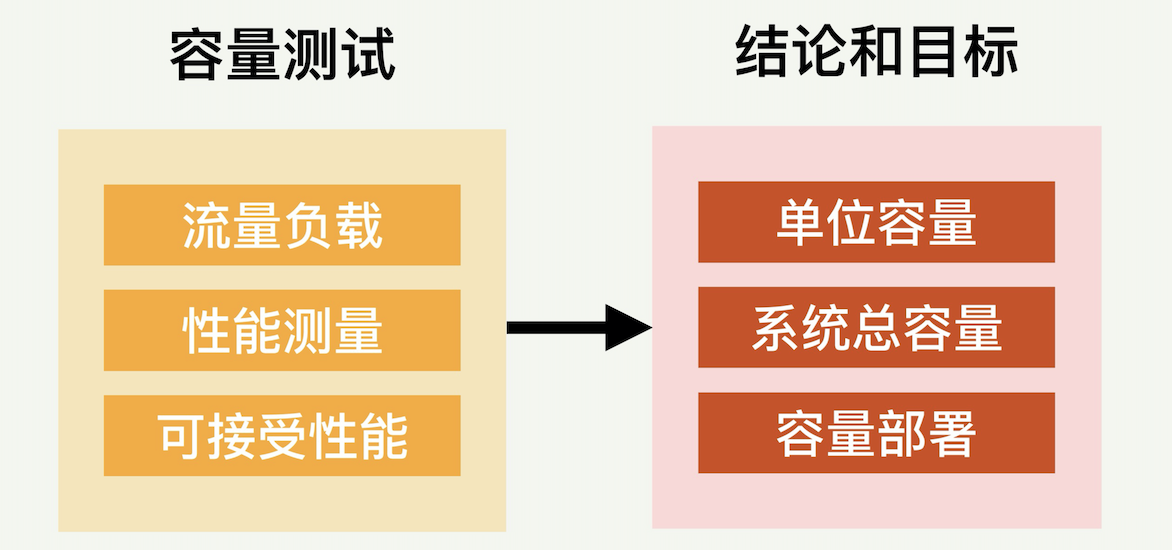 容量测试
流量负载
性能测量
可接受性能
结论和目标
单位容量
系统总容量
容量部署